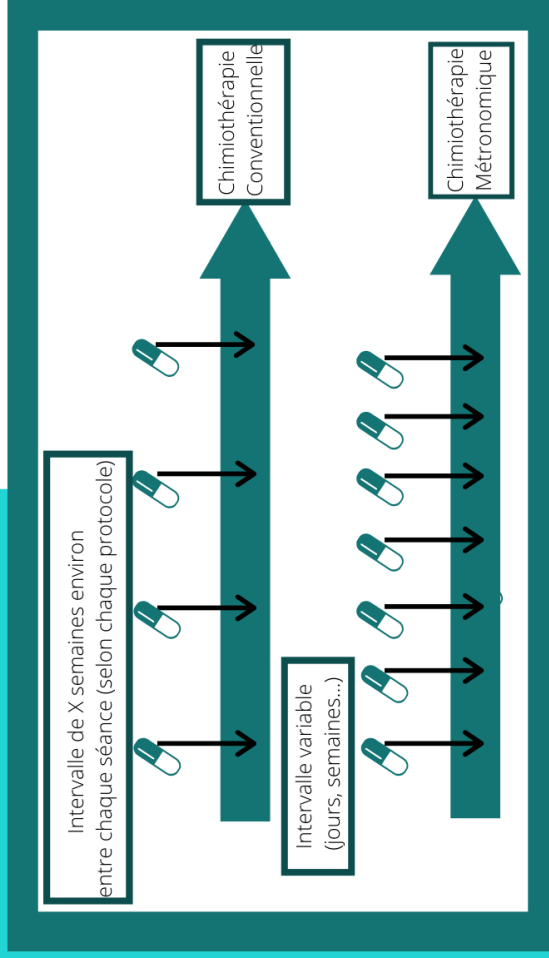 Intervalle de X semaines environ
entre chaque séance (selon chaque protocole)
Chimiothérapie
Conventionnelle
Intervalle variable
(jours, semaines...)
Chimiothérapie
Métronomique